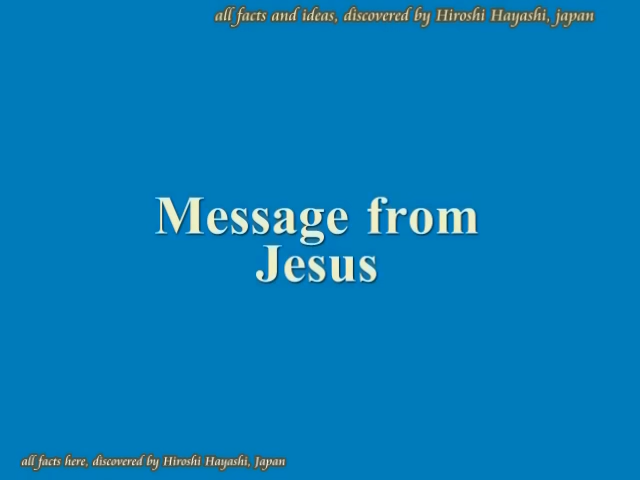 all facts and ideas, discovered by Hiroshi Hayashi, japan
Message from
Jesus
all facts here, discovered by Hiroshi Hayashi, Japan